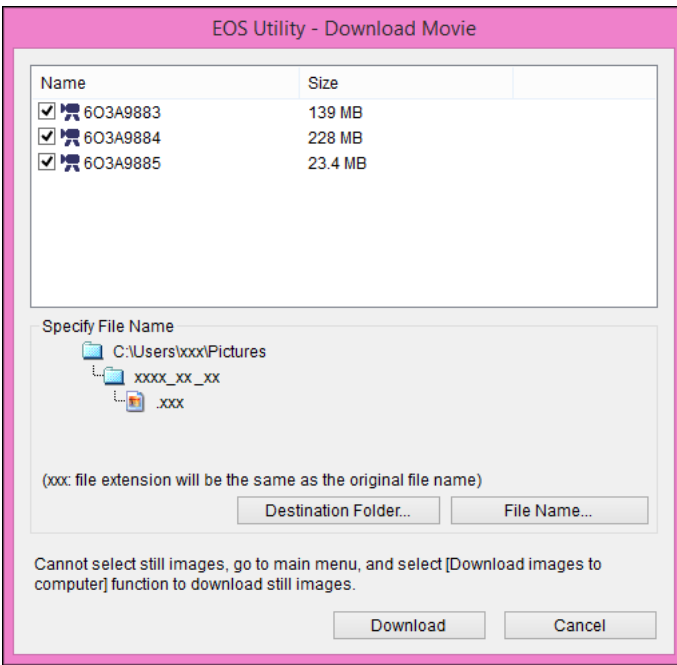 EOS Utility - Download Movie
Name Size
6O3A9883 139 MB
6O3A9884 228 MB
6O3A9885 23.4 MB
Specify File Name
C:\Users\xxx\Pictures
xxxx_xx_xx
.xxx
(xxx: file extension will be the same as the original file name)
Destination Folder... File Name...
Cannot select still images, go to main menu, and select [Download images to
computer] function to download still images.
Download Cancel